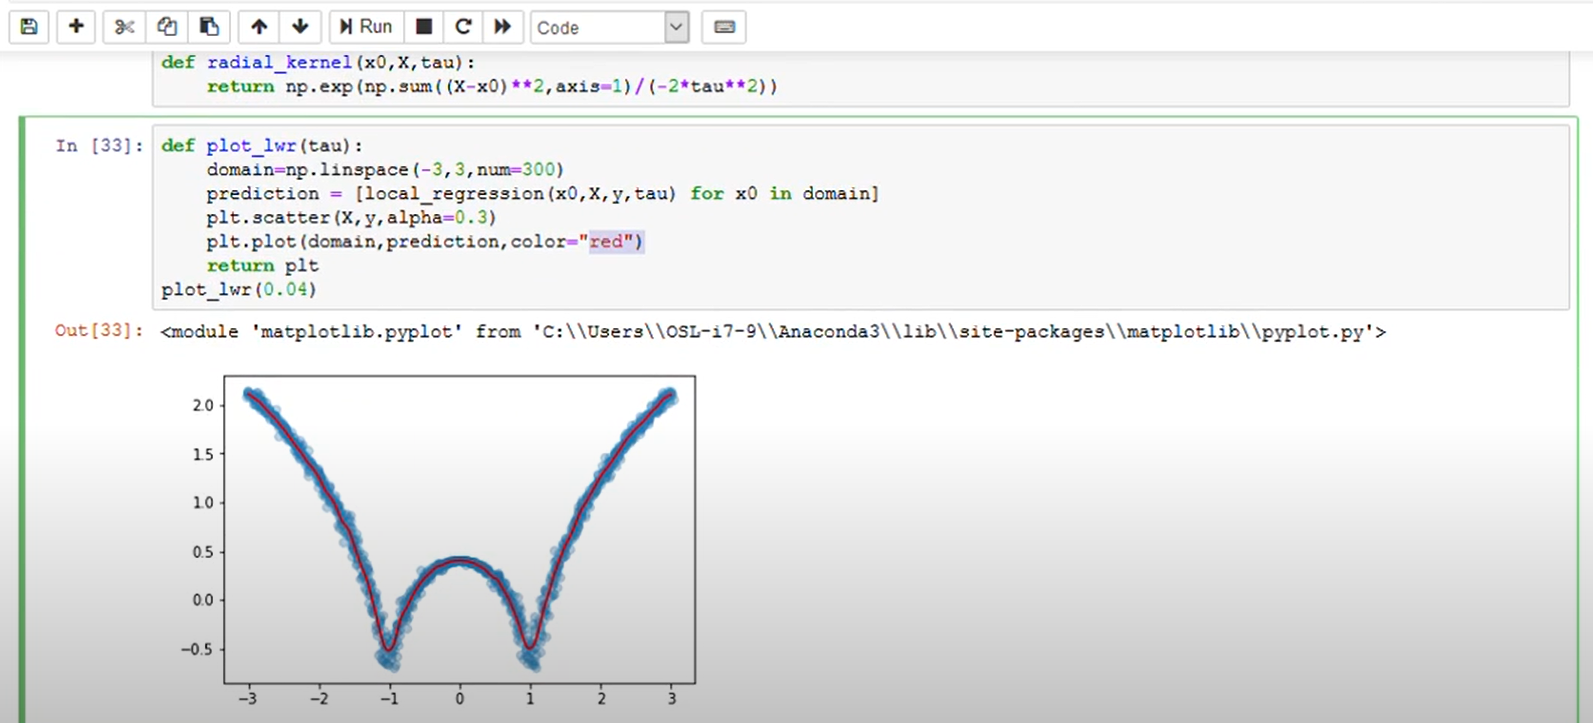 Run
Code
def radial_kernel(x0,X,tau):
return np.exp(np.sum((X-x0)**2,axis=1)/(-2*tau**2))
In [33]:
def plot_lwr(tau):
domain=np.linspace(-3,3,num=300)
prediction = [local_regression(x0,X,y,tau) for x0 in domain]
plt.scatter(X,y,alpha=0.3)
plt.plot(domain,prediction,color="red")
return plt
plot_lwr(0.04)
Out[33]:
<module 'matplotlib.pyplot' from 'C:\\Users\\OSL-i7-9\\Anaconda3\\lib\\site-packages\\matplotlib\\pyplot.py'>
2.0
1.5
1.0
0.5
0.0
−0.5
−3 −2 −1 0 1 2 3